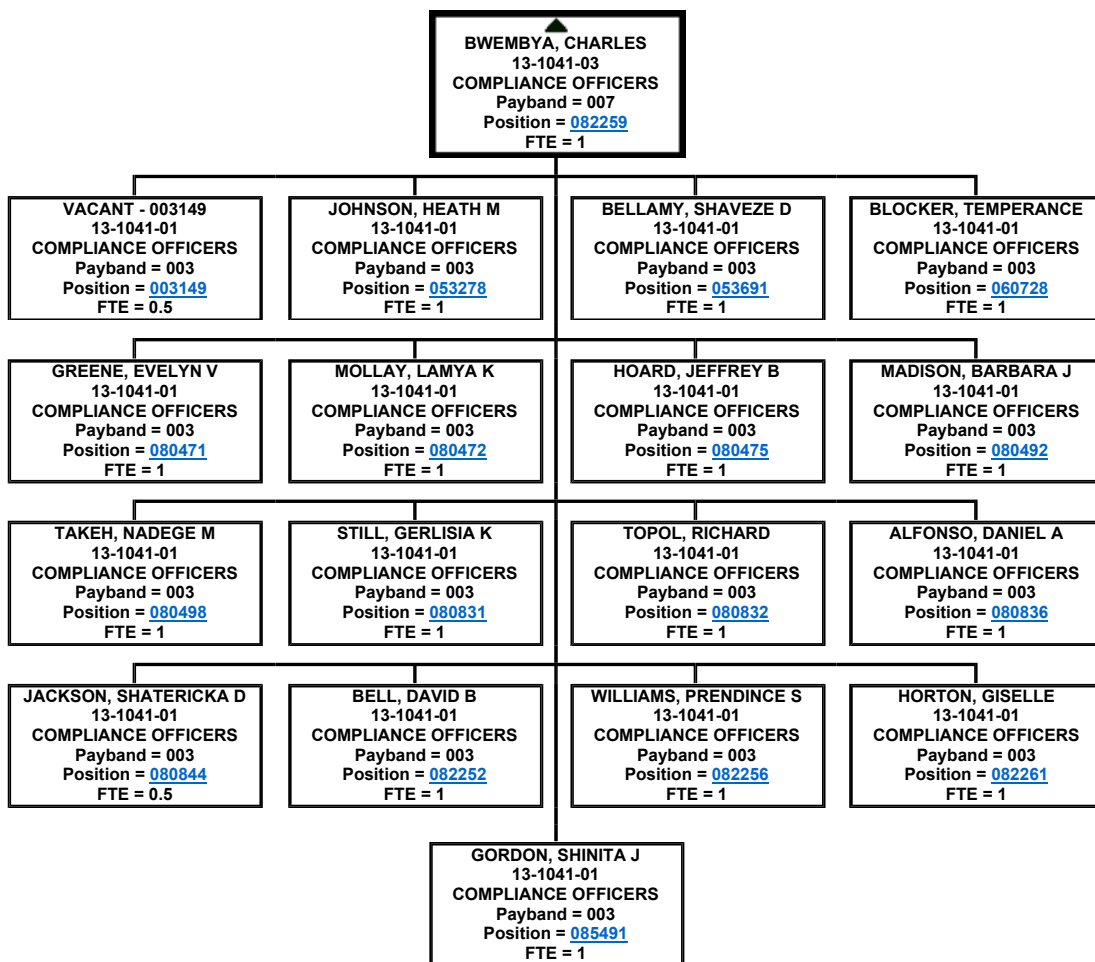 BWEMBYA, CHARLES
13-1041-03
COMPLIANCE OFFICERS
Payband = 007
Position = 082259
FTE = 1
VACANT - 003149
13-1041-01
COMPLIANCE OFFICERS
Payband = 003
Position = 003149
FTE = 0.5
JOHNSON, HEATH M
13-1041-01
COMPLIANCE OFFICERS
Payband = 003
Position = 053278
FTE = 1
BELLAMY, SHAVEZE D
13-1041-01
COMPLIANCE OFFICERS
Payband = 003
Position = 053691
FTE = 1
BLOCKER, TEMPERANCE
13-1041-01
COMPLIANCE OFFICERS
Payband = 003
Position = 060728
FTE = 1
GREENE, EVELYN V
13-1041-01
COMPLIANCE OFFICERS
Payband = 003
Position = 080471
FTE = 1
MOLLAY, LAMYA K
13-1041-01
COMPLIANCE OFFICERS
Payband = 003
Position = 080472
FTE = 1
HOARD, JEFFREY B
13-1041-01
COMPLIANCE OFFICERS
Payband = 003
Position = 080475
FTE = 1
MADISON, BARBARA J
13-1041-01
COMPLIANCE OFFICERS
Payband = 003
Position = 080492
FTE = 1
TAKEH, NADEGE M
13-1041-01
COMPLIANCE OFFICERS
Payband = 003
Position = 080498
FTE = 1
STILL, GERLISIA K
13-1041-01
COMPLIANCE OFFICERS
Payband = 003
Position = 080831
FTE = 1
TOPOL, RICHARD
13-1041-01
COMPLIANCE OFFICERS
Payband = 003
Position = 080832
FTE = 1
ALFONSO, DANIEL A
13-1041-01
COMPLIANCE OFFICERS
Payband = 003
Position = 080836
FTE = 1
JACKSON, SHATERICKA D
13-1041-01
COMPLIANCE OFFICERS
Payband = 003
Position = 080844
FTE = 0.5
BELL, DAVID B
13-1041-01
COMPLIANCE OFFICERS
Payband = 003
Position = 082252
FTE = 1
WILLIAMS, PRENDINCE S
13-1041-01
COMPLIANCE OFFICERS
Payband = 003
Position = 082256
FTE = 1
HORTON, GISELLE
13-1041-01
COMPLIANCE OFFICERS
Payband = 003
Position = 082261
FTE = 1
GORDON, SHINITA J
13-1041-01
COMPLIANCE OFFICERS
Payband = 003
Position = 085491
FTE = 1